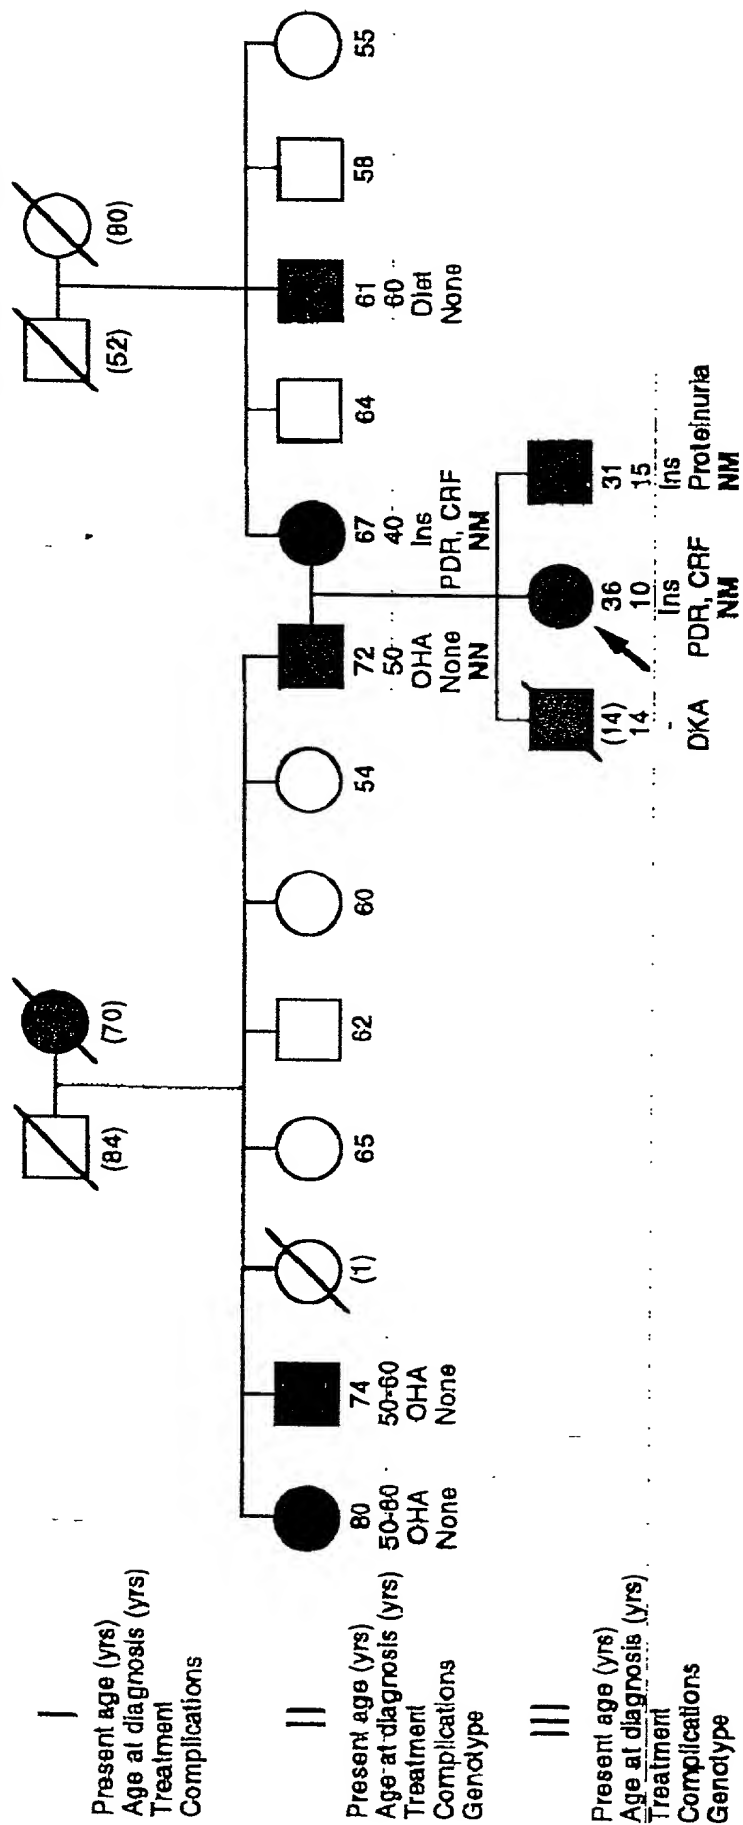 I
Present age (yrs)
Age at diagnosis (yrs)
Treatment
Complications
(84)
(70)
(52)
(80)
II
Present age (yrs)
Age at diagnosis (yrs)
Treatment
Complications
Genotype
80
50-60
OHA
None
74
50-60
OHA
None
(1)
65
62
60
54
72
50
OHA
None
NN
67
40
Ins
PDR, CRF
NM
64
61
60
Diet
None
58
55
III
Present age (yrs)
Age at diagnosis (yrs)
Treatment
Complications
Genotype
(14)
14
-
DKA
36
10
Ins
PDR, CRF
NM
31
15
Ins
Proteinuria
NM